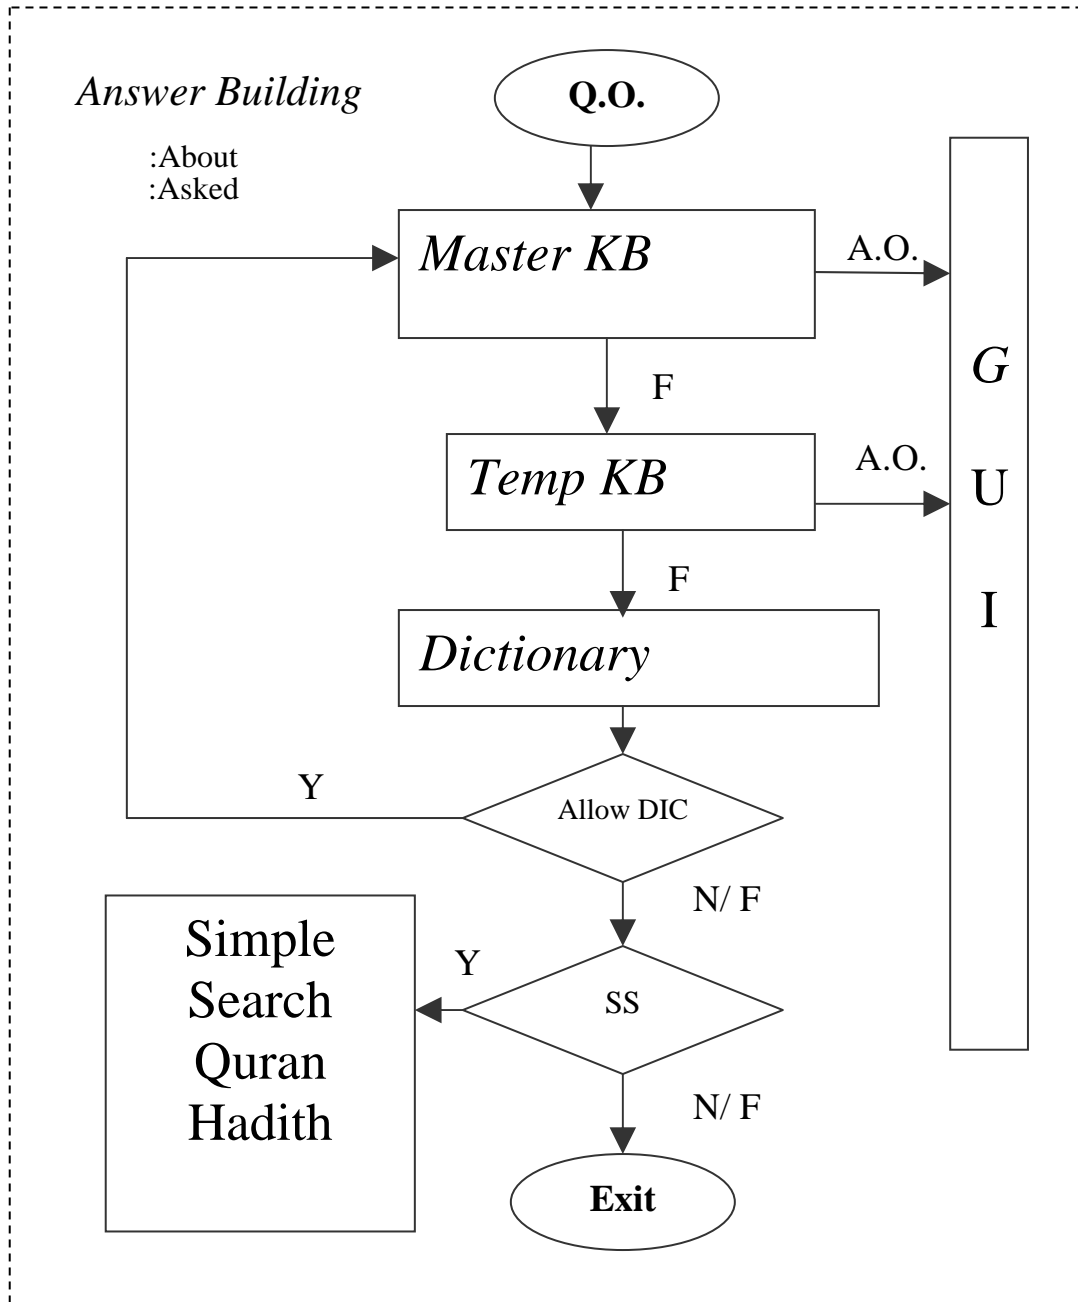 Answer Building
:About
:Asked
Q.O.
Master KB
A.O.
F
Temp KB
A.O.
F
Dictionary
Allow DIC
Y
N/ F
SS
Y
N/ F
Simple
Search
Quran
Hadith
Exit
G
U
I